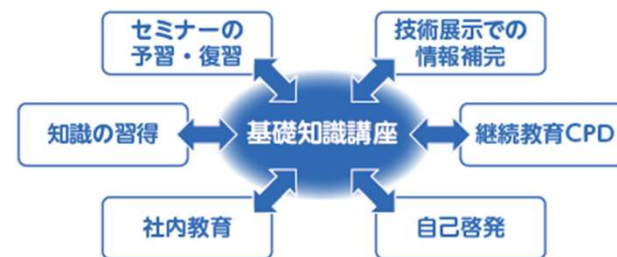 セミナーの
予習・復習
技術展示での
情報補完
知識の習得
基礎知識講座
継続教育CPD
社内教育
自己啓発